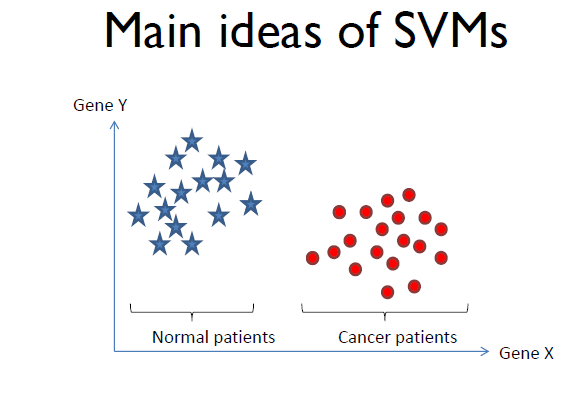 Main ideas of SVMs
Gene Y
Normal patients
Cancer patients
Gene X